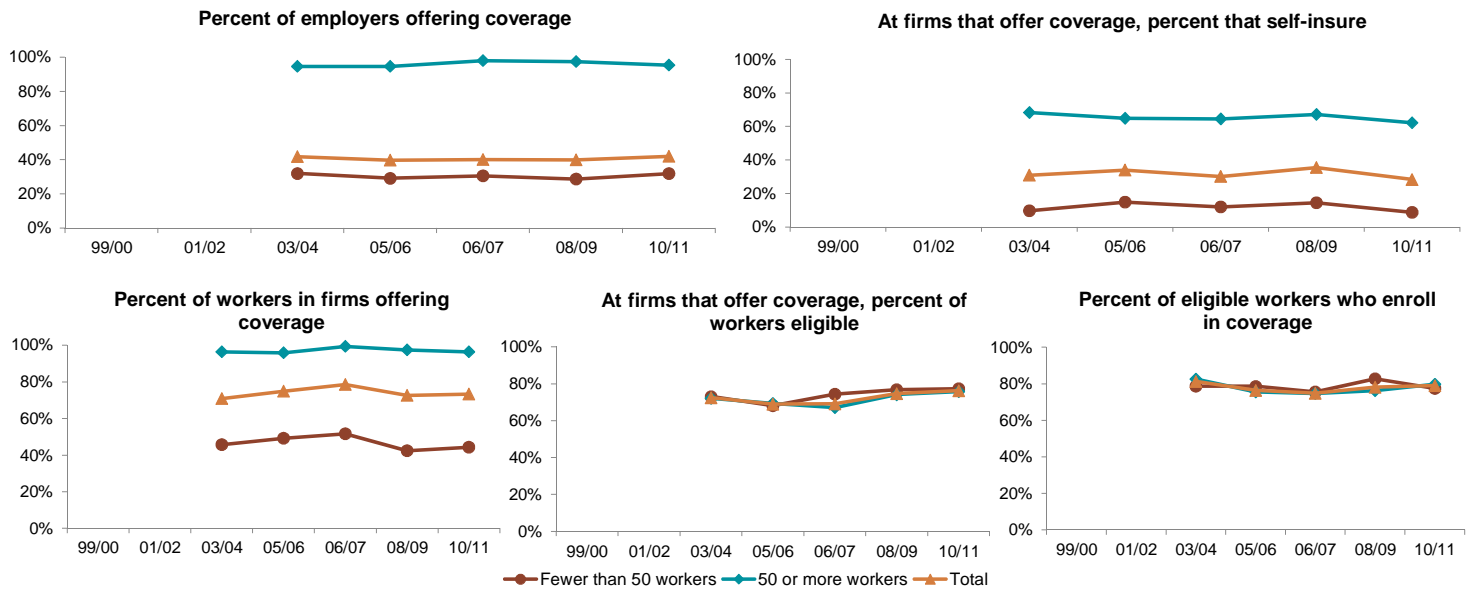 Percent of employers offering coverage
100%
80%
60%
40%
20%
0%
99/00 01/02 03/04 05/06 06/07 08/09 10/11
At firms that offer coverage, percent that self-insure
100%
80%
60%
40%
20%
0%
99/00 01/02 03/04 05/06 06/07 08/09 10/11
Percent of workers in firms offering
coverage
100%
80%
60%
40%
20%
0%
99/00 01/02 03/04 05/06 06/07 08/09 10/11
At firms that offer coverage, percent of
workers eligible
100%
80%
60%
40%
20%
0%
99/00 01/02 03/04 05/06 06/07 08/09 10/11
Percent of eligible workers who enroll
in coverage
100%
80%
60%
40%
20%
0%
99/00 01/02 03/04 05/06 06/07 08/09 10/11
Fewer than 50 workers 50 or more workers Total